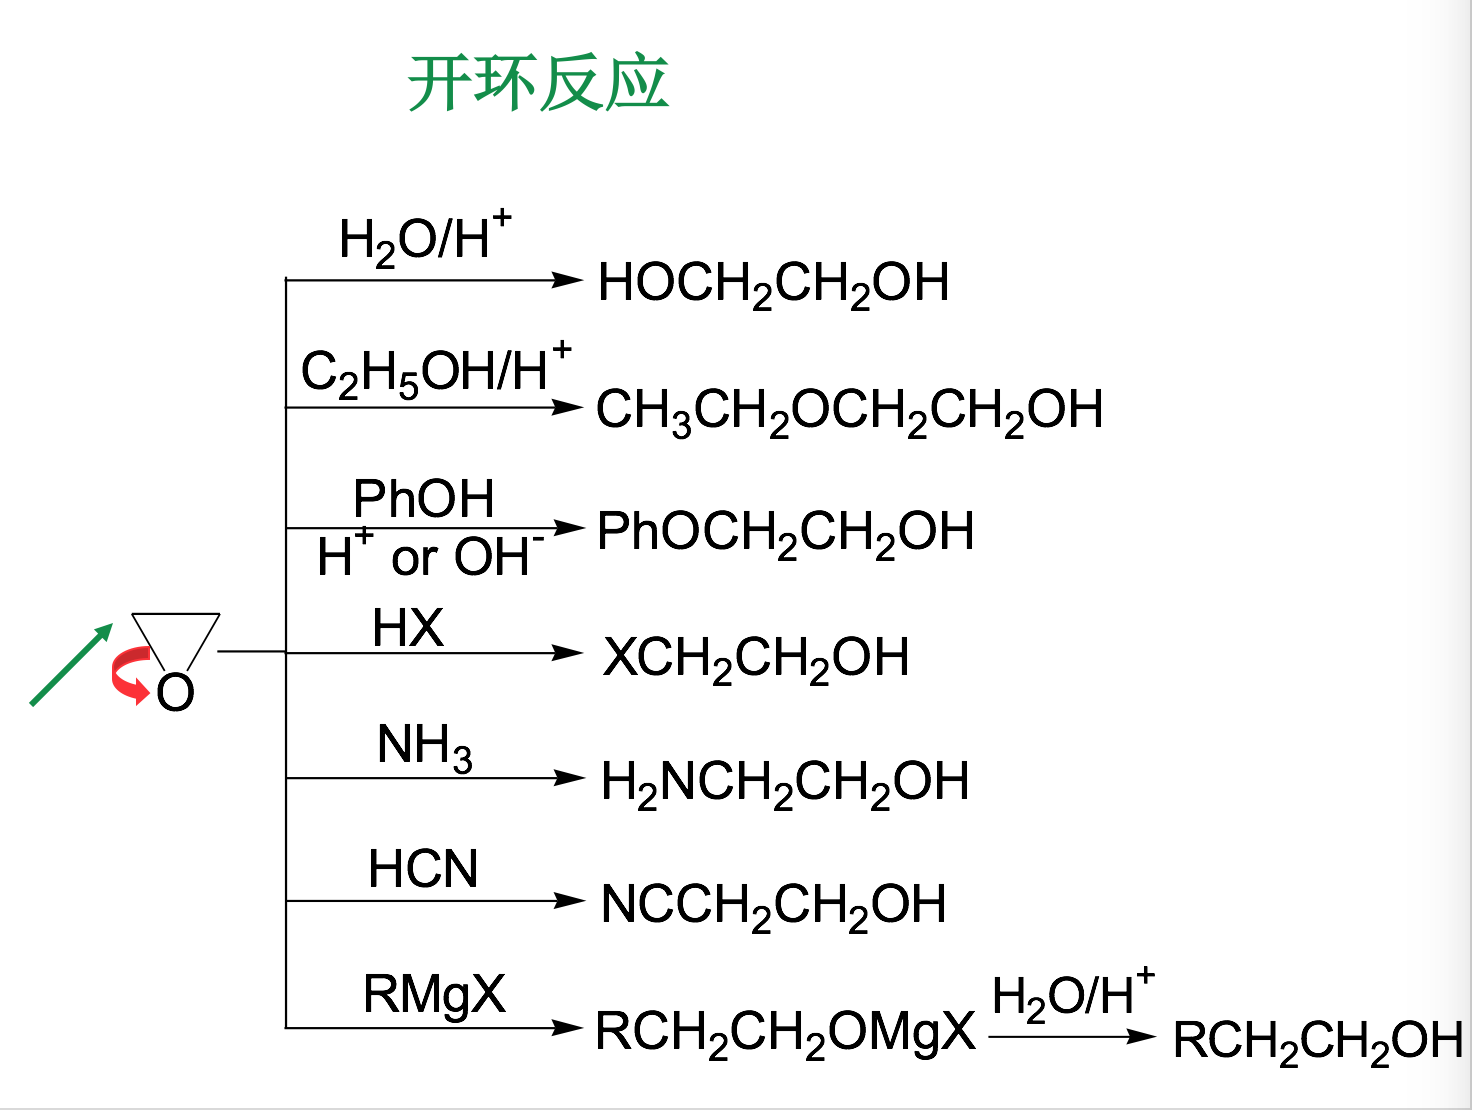 开环反应
H₂O/H⁺
HOCH₂CH₂OH
C₂H₅OH/H⁺
CH₃CH₂OCH₂CH₂OH
PhOH
H⁺ or OH⁻
PhOCH₂CH₂OH
HX
XCH₂CH₂OH
O
NH₃
H₂NCH₂CH₂OH
HCN
NCCH₂CH₂OH
RMgX
RCH₂CH₂OMgX
H₂O/H⁺
RCH₂CH₂OH